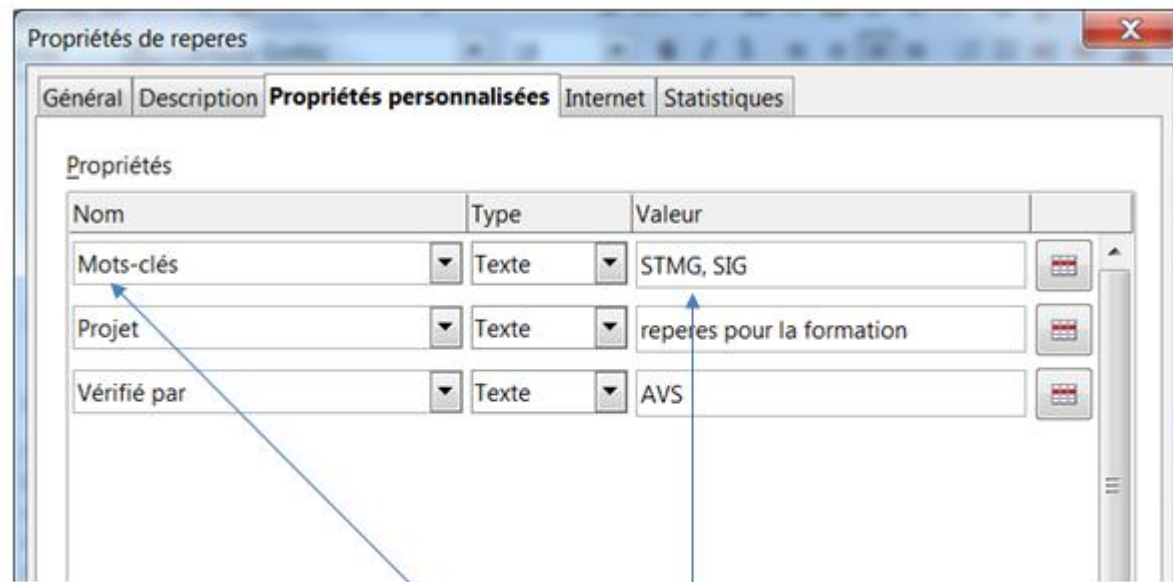 Propriétés de reperes
Général Description Propriétés personnalisées Internet Statistiques
Propriétés
Nom Type Valeur
Mots-clés Texte STMG, SIG
Projet Texte reperes pour la formation
Vérifié par Texte AVS